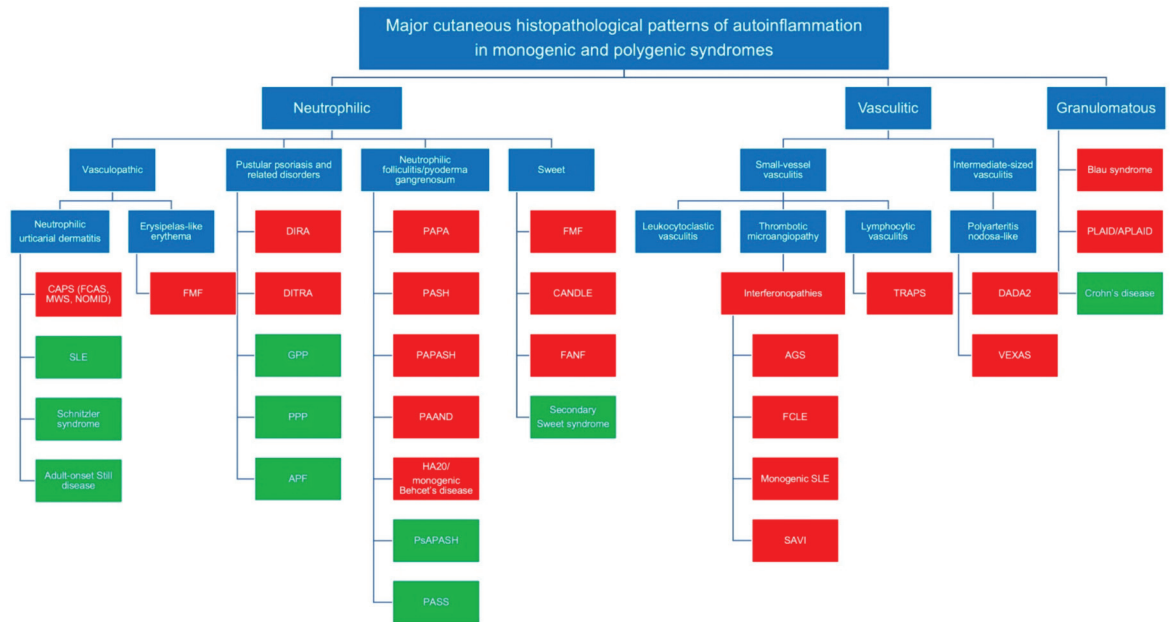 Major cutaneous histopathological patterns of autoinflammation
in monogenic and polygenic syndromes
Neutrophilic
Vasculitic
Granulomatous
Vasculopathic
Pustular psoriasis and
related disorders
Neutrophilic
folliculitis/pyoderma
gangrenosum
Sweet
Small-vessel
vasculitis
Intermediate-sized
vasculitis
Blau syndrome
Neutrophilic
urticarial dermatitis
Erysipelas-like
erythema
DIRA
PAPA
FMF
Leukocytoclastic
vasculitis
Thrombotic
microangiopathy
Lymphocytic
vasculitis
Polyarteritis
nodosa-like
PLAID/APLAID
CAPS (FCAS,
MWS, NOMID)
FMF
DITRA
PASH
CANDLE
Interferonopathies
TRAPS
DADA2
Crohn's disease
SLE
GPP
PAPASH
FANF
AGS
VEXAS
Schnitzler
syndrome
PPP
PAAND
Secondary
Sweet syndrome
FCLE
Adult-onset Still
disease
APF
HA20/
monogenic
Behcet's disease
Monogenic SLE
PsAPASH
SAVI
PASS